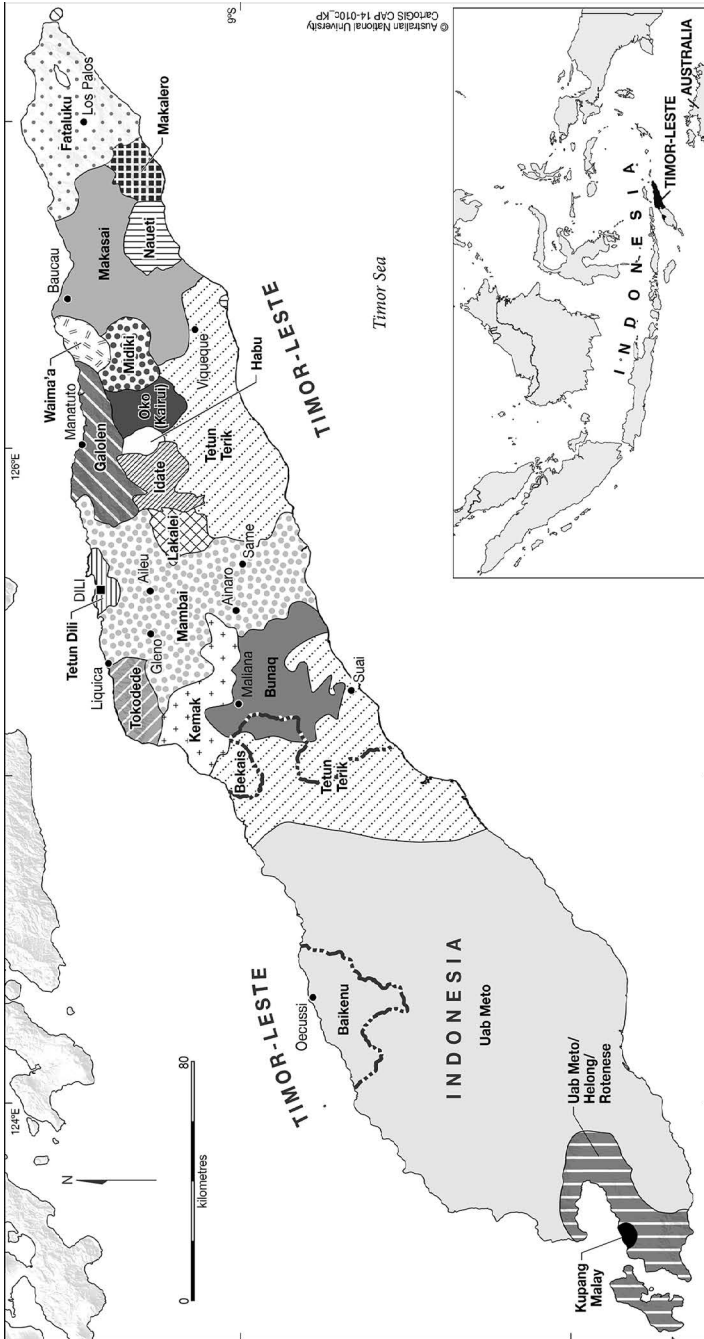 © Australian National University
CartoGIS CAP 14-010c_KP
9ºS
124ºE
126ºE
N
0
80
kilometres
TIMOR-LESTE
Oecussi
Baikenu
INDONESIA
Uab Meto
Uab Meto/
Helong/
Rotenese
Kupang
Malay
Tetun Dili
DILI
Liquica
Tokodede
Gleno
Aileu
Mambai
Kemak
Maliana
Bunaq
Bekais
Tetun
Terik
Suai
Ainaro
Same
Lakalei
Idate
Manatuto
Galolen
Waima'a
Midiki
Oko
(Kairui)
Habu
Tetun
Terik
Viqueque
Baucau
Makasai
Naueti
Fataluku
Los Palos
Makalero
TIMOR-LESTE
Timor Sea
INDONESIA
TIMOR-LESTE
AUSTRALIA